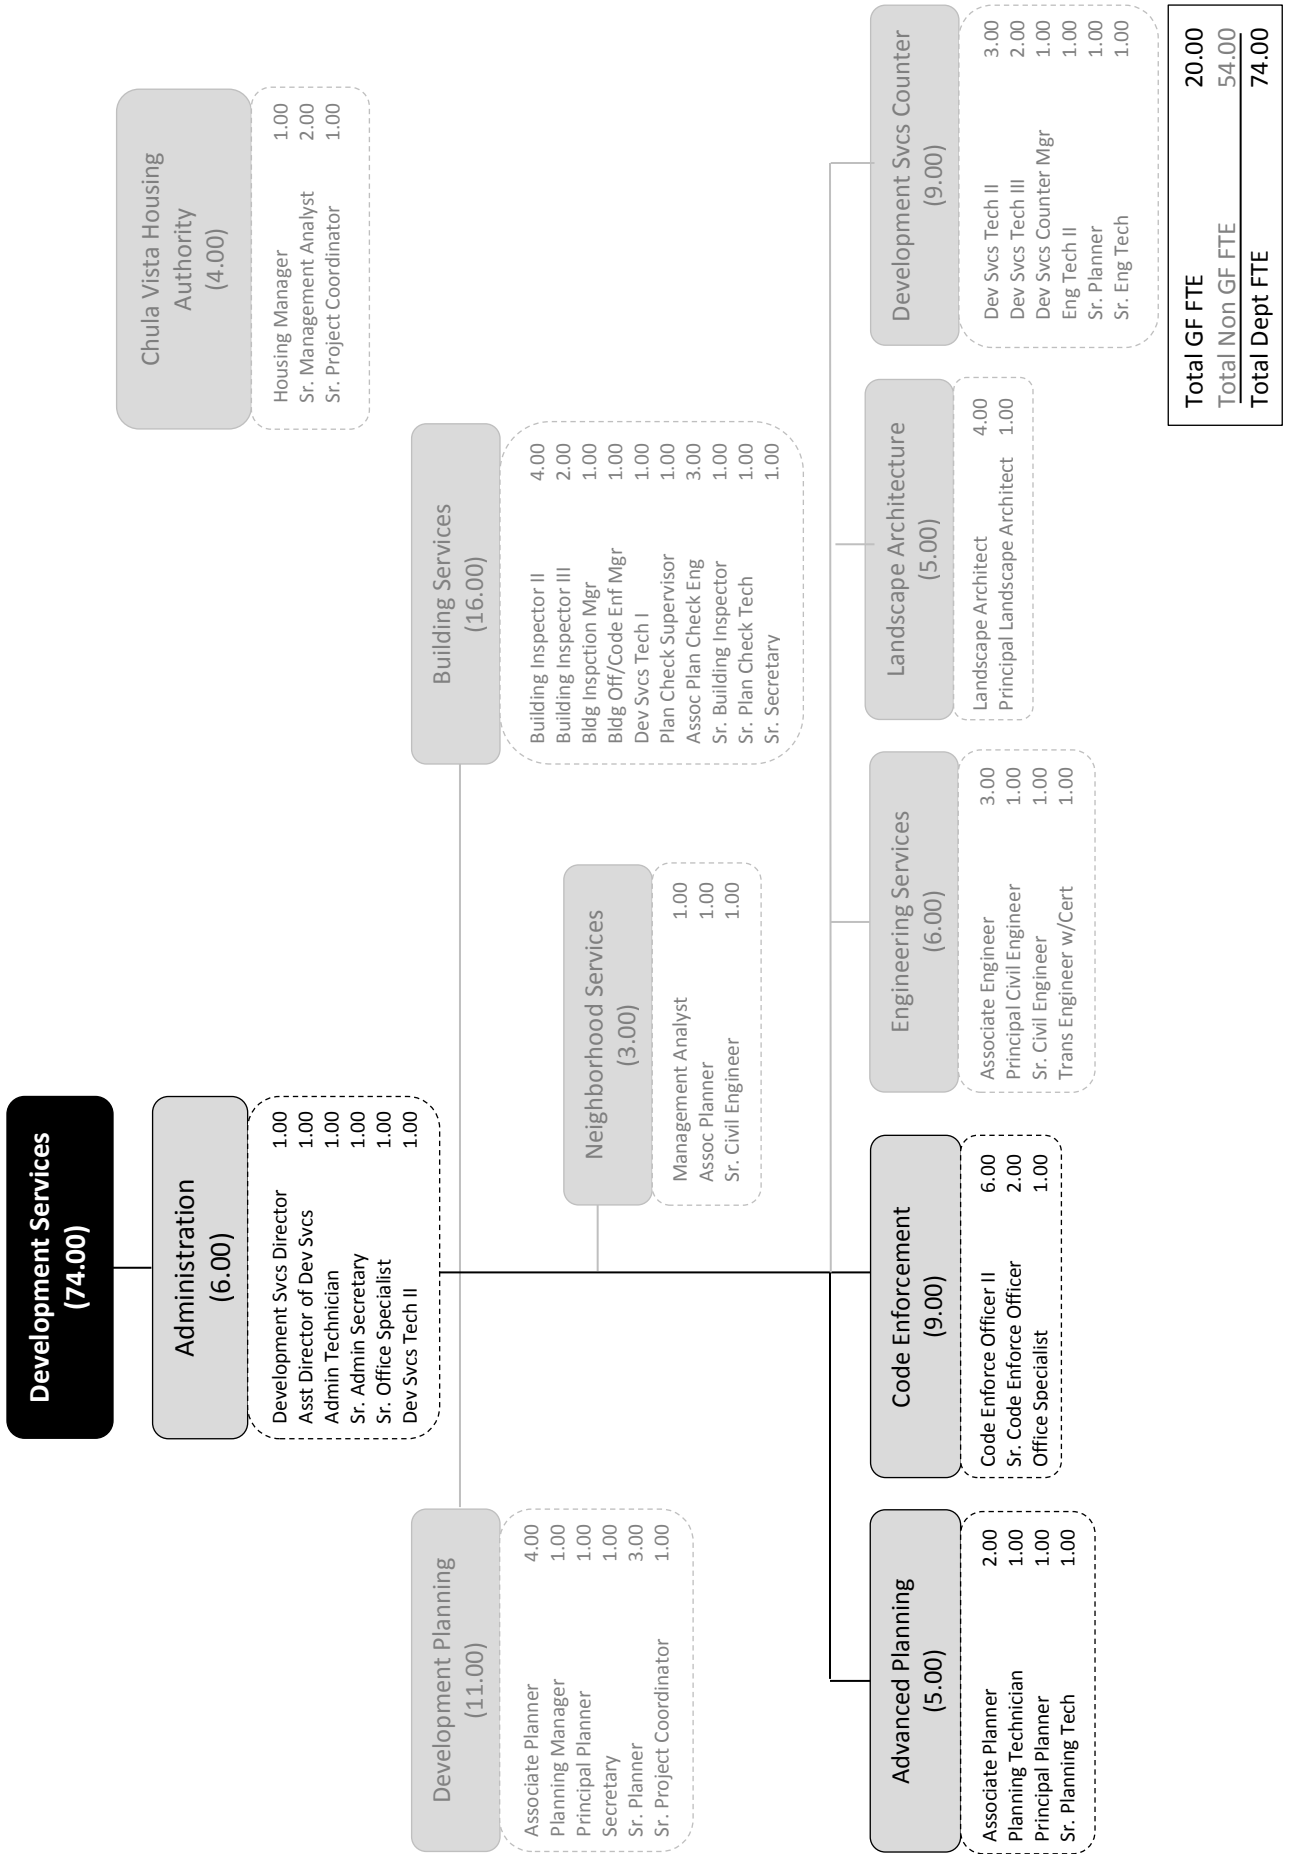 Development Services
(74.00)
Administration
(6.00)
Development Svcs Director 1.00
Asst Director of Dev Svcs 1.00
Admin Technician 1.00
Sr. Admin Secretary 1.00
Sr. Office Specialist 1.00
Dev Svcs Tech II 1.00
Chula Vista Housing
Authority
(4.00)
Housing Manager 1.00
Sr. Management Analyst 2.00
Sr. Project Coordinator 1.00
Development Planning
(11.00)
Associate Planner 4.00
Planning Manager 1.00
Principal Planner 1.00
Secretary 1.00
Sr. Planner 3.00
Sr. Project Coordinator 1.00
Building Services
(16.00)
Building Inspector II 4.00
Building Inspector III 2.00
Bldg Inspction Mgr 1.00
Bldg Off/Code Enf Mgr 1.00
Dev Svcs Tech I 1.00
Plan Check Supervisor 1.00
Assoc Plan Check Eng 3.00
Sr. Building Inspector 1.00
Sr. Plan Check Tech 1.00
Sr. Secretary 1.00
Neighborhood Services
(3.00)
Management Analyst 1.00
Assoc Planner 1.00
Sr. Civil Engineer 1.00
Advanced Planning
(5.00)
Associate Planner 2.00
Planning Technician 1.00
Principal Planner 1.00
Sr. Planning Tech 1.00
Code Enforcement
(9.00)
Code Enforce Officer II 6.00
Sr. Code Enforce Officer 2.00
Office Specialist 1.00
Engineering Services
(6.00)
Associate Engineer 3.00
Principal Civil Engineer 1.00
Sr. Civil Engineer 1.00
Trans Engineer w/Cert 1.00
Landscape Architecture
(5.00)
Landscape Architect 4.00
Principal Landscape Architect 1.00
Development Svcs Counter
(9.00)
Dev Svcs Tech II 3.00
Dev Svcs Tech III 2.00
Dev Svcs Counter Mgr 1.00
Eng Tech II 1.00
Sr. Planner 1.00
Sr. Eng Tech 1.00
Total GF FTE 20.00
Total Non GF FTE 54.00
Total Dept FTE 74.00